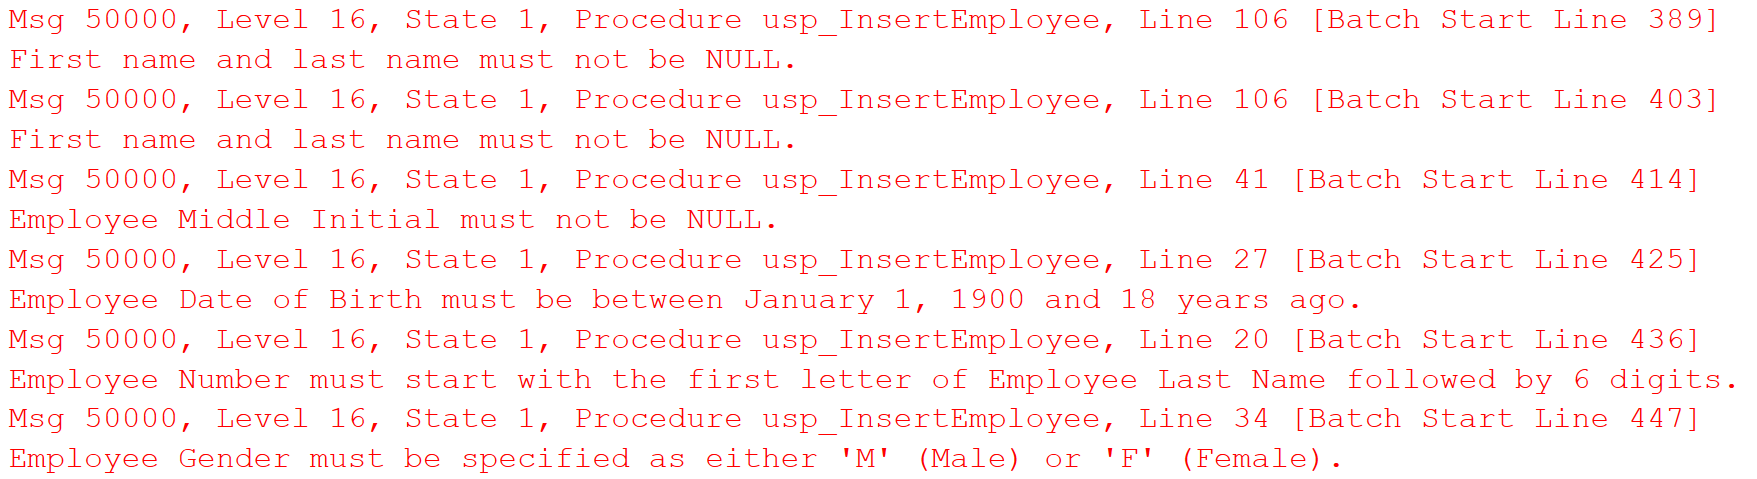 Msg 50000, Level 16, State 1, Procedure usp_InsertEmployee, Line 106 [Batch Start Line 389]
First name and last name must not be NULL.
Msg 50000, Level 16, State 1, Procedure usp_InsertEmployee, Line 106 [Batch Start Line 403]
First name and last name must not be NULL.
Msg 50000, Level 16, State 1, Procedure usp_InsertEmployee, Line 41 [Batch Start Line 414]
Employee Middle Initial must not be NULL.
Msg 50000, Level 16, State 1, Procedure usp_InsertEmployee, Line 27 [Batch Start Line 425]
Employee Date of Birth must be between January 1, 1900 and 18 years ago.
Msg 50000, Level 16, State 1, Procedure usp_InsertEmployee, Line 20 [Batch Start Line 436]
Employee Number must start with the first letter of Employee Last Name followed by 6 digits.
Msg 50000, Level 16, State 1, Procedure usp_InsertEmployee, Line 34 [Batch Start Line 447]
Employee Gender must be specified as either 'M' (Male) or 'F' (Female).